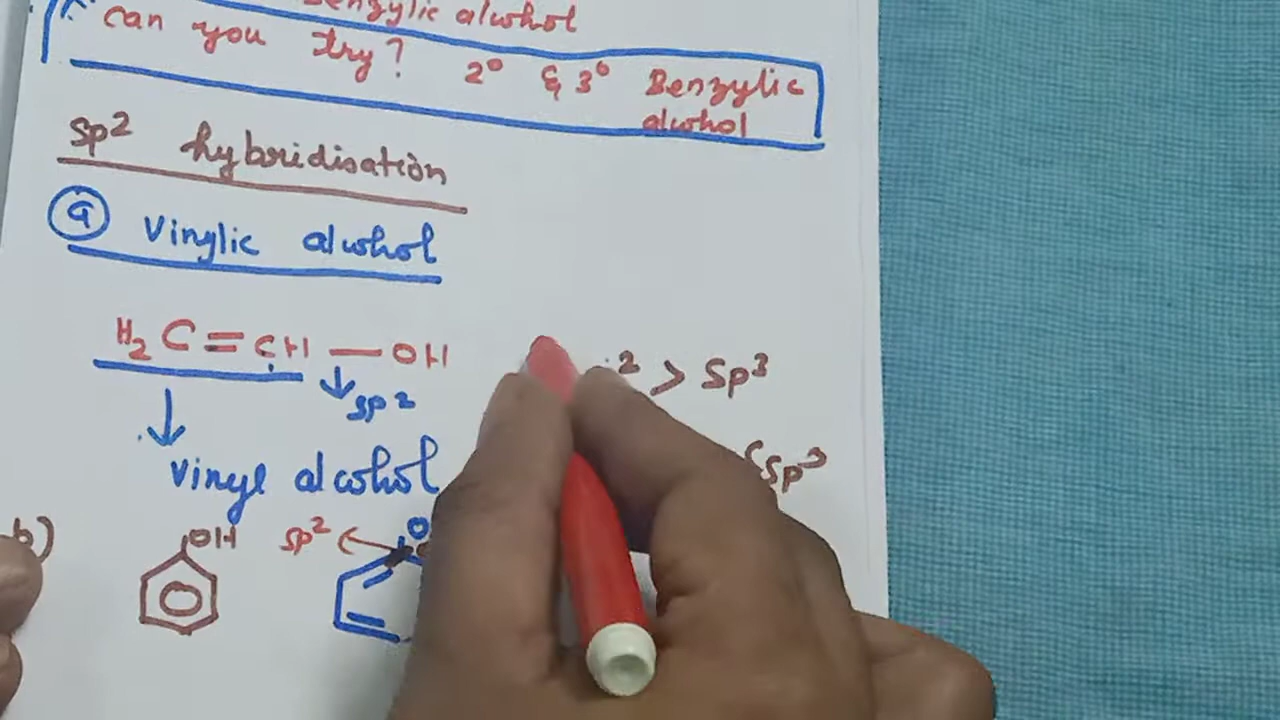 Benzylic alcohol
can you try? 2° & 3° Benzylic
alcohol
Sp² hybridisation
a Vinylic alcohol
H₂C=CH—OH
² > Sp³
sp²
vinyl alcohol
b)
OH
sp²